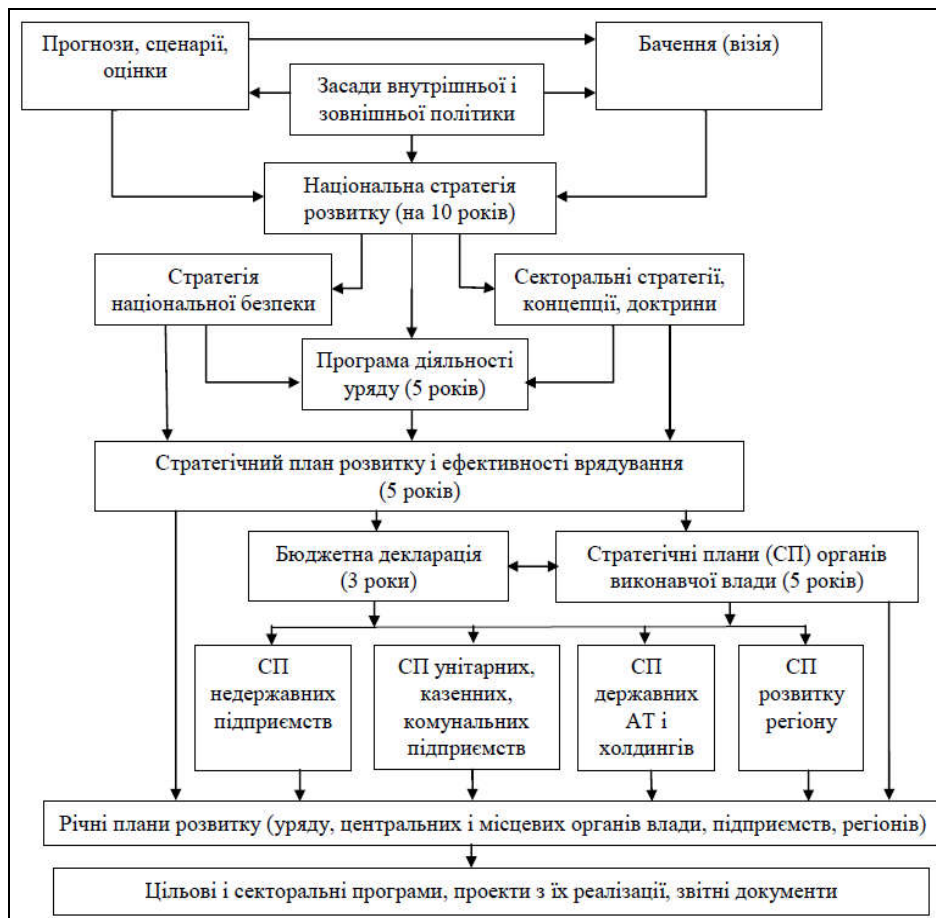 Прогнози, сценарії,
оцінки
Бачення (візія)
Засади внутрішньої і
зовнішньої політики
Національна стратегія
розвитку (на 10 років)
Стратегія
національної безпеки
Секторальні стратегії,
концепції, доктрини
Програма діяльності
уряду (5 років)
Стратегічний план розвитку і ефективності врядування
(5 років)
Бюджетна декларація
(3 роки)
Стратегічні плани (СП) органів
виконавчої влади (5 років)
СП
недержавних
підприємств
СП унітарних,
казенних,
комунальних
підприємств
СП
державних
АТ і
холдингів
СП
розвитку
регіону
Річні плани розвитку (уряду, центральних і місцевих органів влади, підприємств, регіонів)
Цільові і секторальні програми, проекти з їх реалізації, звітні документи